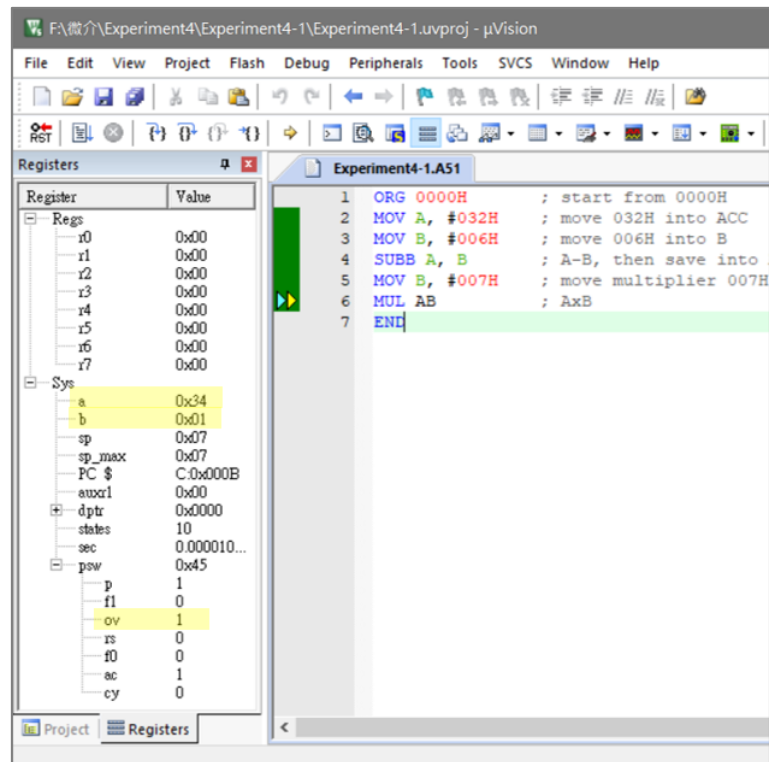 F:\微介\Experiment4\Experiment4-1\Experiment4-1.uvproj - µVision
File Edit View Project Flash Debug Peripherals Tools SVCS Window Help
RST
Registers
Register Value
Regs
r0 0x00
r1 0x00
r2 0x00
r3 0x00
r4 0x00
r5 0x00
r6 0x00
r7 0x00
Sys
a 0x34
b 0x01
sp 0x07
sp_max 0x07
PC $ C:0x000B
auxr1 0x00
dptr 0x0000
states 10
sec 0.000010...
psw 0x45
p 1
f1 0
ov 1
rs 0
f0 0
ac 1
cy 0
Project Registers
Experiment4-1.A51
1 ORG 0000H ; start from 0000H
2 MOV A, #032H ; move 032H into ACC
3 MOV B, #006H ; move 006H into B
4 SUBB A, B ; A-B, then save into
5 MOV B, #007H ; move multiplier 007H
6 MUL AB ; AxB
7 END